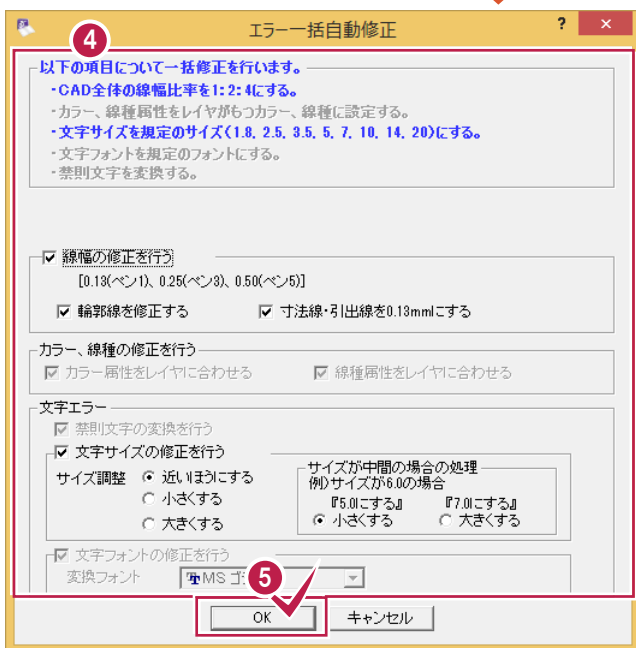 エラー一括自動修正
? ×
4
以下の項目について一括修正を行います。
・CAD全体の線幅比率を1:2:4にする。
・カラー、線種属性をレイヤがもつカラー、線種に設定する。
・文字サイズを規定のサイズ(1.8, 2.5, 3.5, 5, 7, 10, 14, 20)にする。
・文字フォントを規定のフォントにする。
・禁則文字を変換する。
線幅の修正を行う
[0.13(ペン1)、0.25(ペン3)、0.50(ペン5)]
輪郭線を修正する 寸法線・引出線を0.13mmにする
カラー、線種の修正を行う
カラー属性をレイヤに合わせる 線種属性をレイヤに合わせる
文字エラー
禁則文字の変換を行う
文字サイズの修正を行う
サイズ調整 近いほうにする
小さくする
大きくする
サイズが中間の場合の処理
例)サイズが6.0の場合
『5.0にする』 『7.0にする』
小さくする 大きくする
文字フォントの修正を行う
変換フォント MS ゴ
5
OK キャンセル